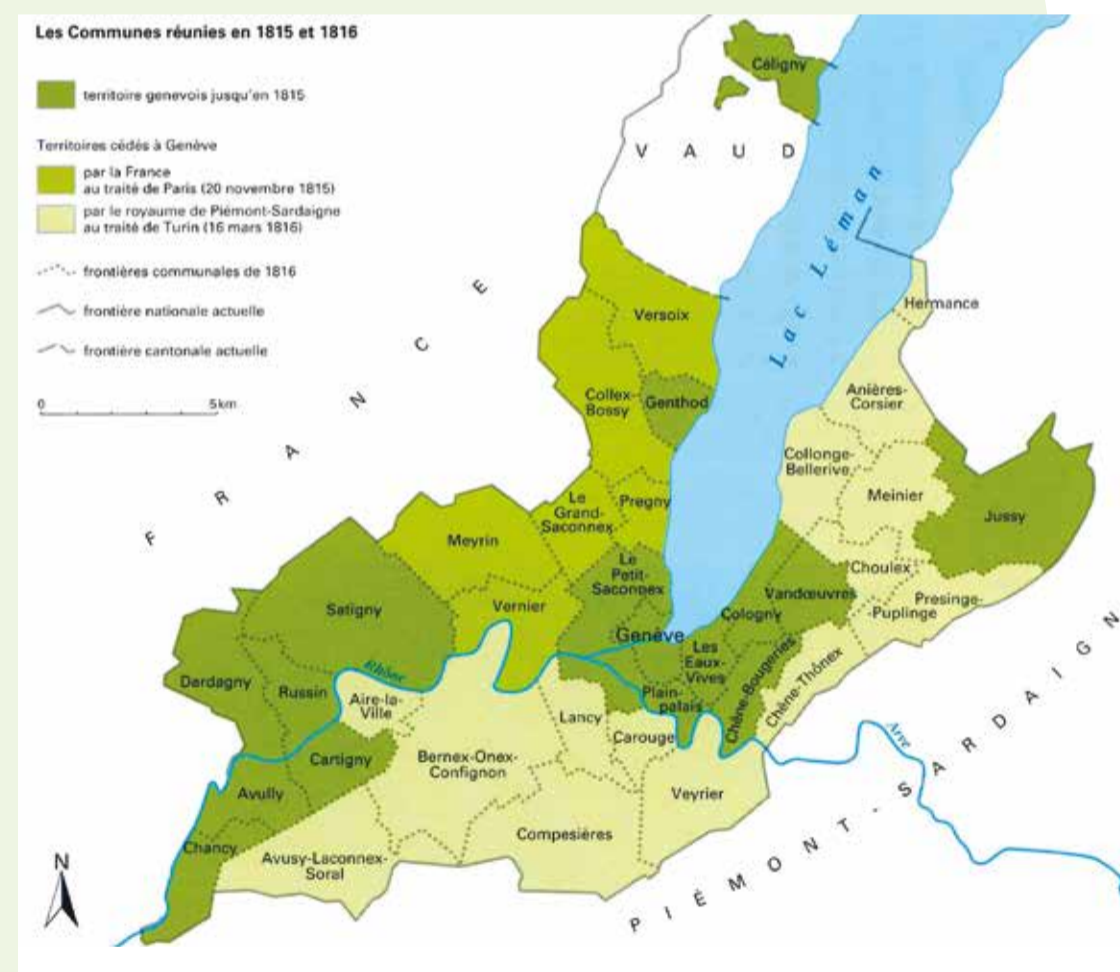 Les Communes réunies en 1815 et 1816
territoire genevois jusqu'en 1815
Territoires cédés à Genève
par la France
au traité de Paris (20 novembre 1815)
par le royaume de Piémont-Sardaigne
au traité de Turin (16 mars 1816)
frontières communales de 1816
frontière nationale actuelle
frontière cantonale actuelle
0 5km
FRANCE
VAUD
Céligny
Lac Léman
Hermance
Versoix
Collex-
Bossy
Genthod
Anières-
Corsier
Collonge-
Bellerive
Meinier
Jussy
Le
Grand-
Saconnex
Pregny
Meyrin
Le
Petit-
Saconnex
Choulex
Vandœuvres
Presinge-
Puplinge
Satigny
Vernier
Cologny
Genève
Les
Eaux-
Vives
Chêne-Bougeries
Chêne-Thônex
Rhône
Dardagny
Russin
Aire-la-
Ville
Plain-
palais
Lancy
Carouge
Arve
Cartigny
Bernex-Onex-
Confignon
Avully
Veyrier
Chancy
Compesières
Avusy-Laconnex-
Soral
PIÉMONT-SARDAIGN
N